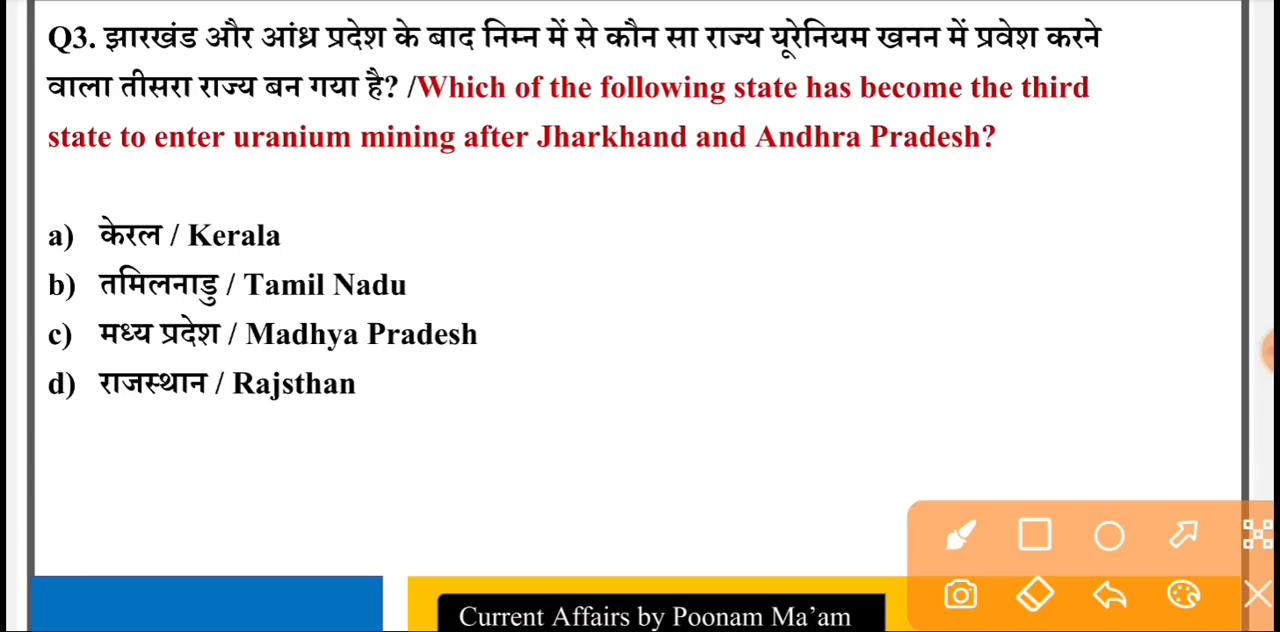 Q3. झारखंड और आंध्र प्रदेश के बाद निम्न में से कौन सा राज्य यूरेनियम खनन में प्रवेश करने
वाला तीसरा राज्य बन गया है? /Which of the following state has become the third
state to enter uranium mining after Jharkhand and Andhra Pradesh?
a) केरल / Kerala
b) तमिलनाडु / Tamil Nadu
c) मध्य प्रदेश / Madhya Pradesh
d) राजस्थान / Rajsthan
Current Affairs by Poonam Ma’am